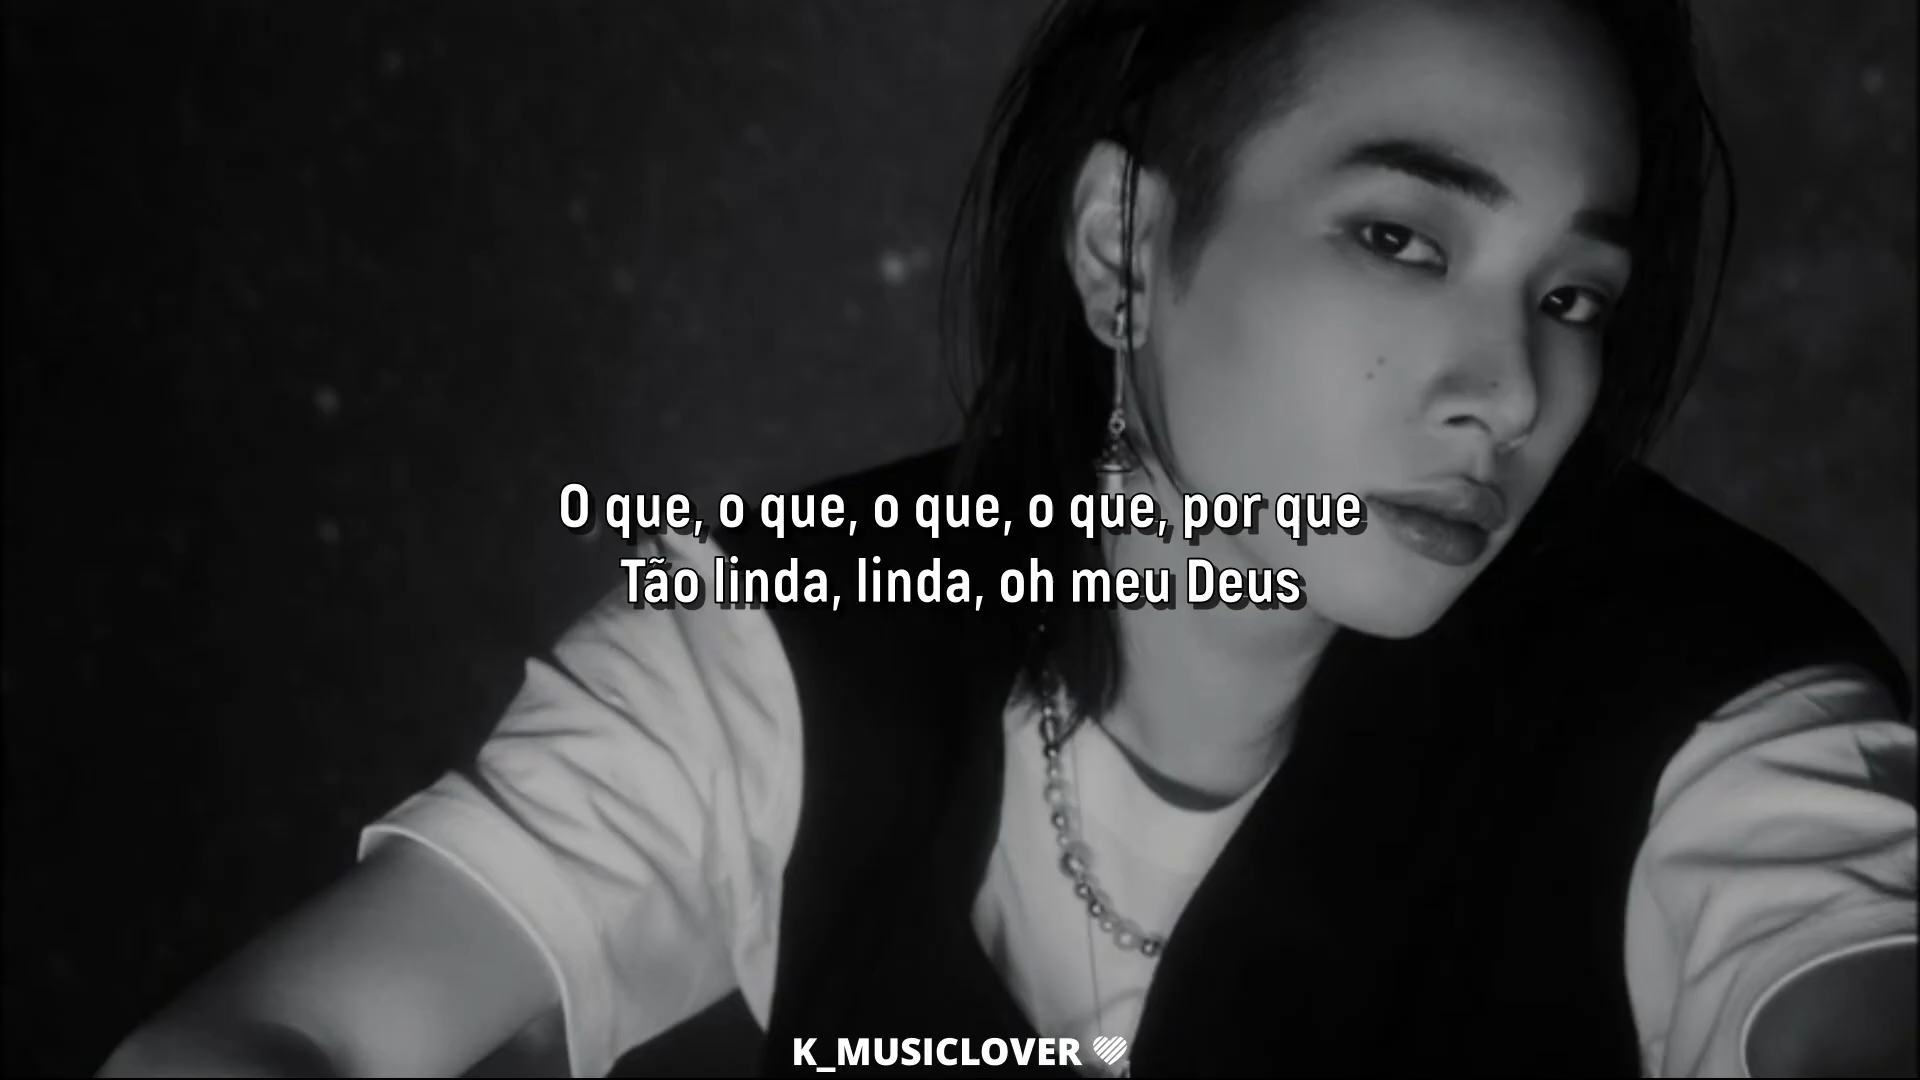 O que, o que, o que, o que, por que
Tão linda, linda, oh meu Deus
K_MUSICLOVER